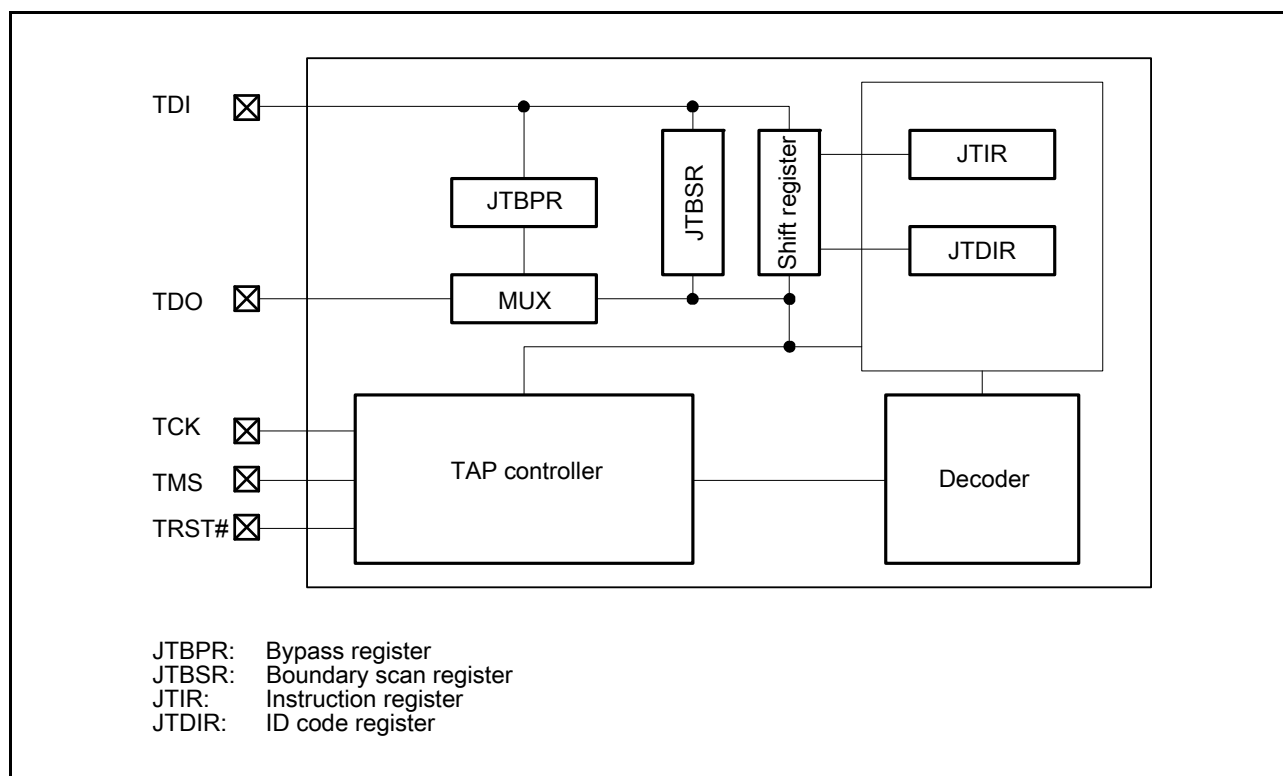 TDI
JTIR
JTBPR
JTBSR
Shift register
JTDIR
TDO
MUX
TCK
TMS
TRST#
TAP controller
Decoder
JTBPR: Bypass register
JTBSR: Boundary scan register
JTIR: Instruction register
JTDIR: ID code register